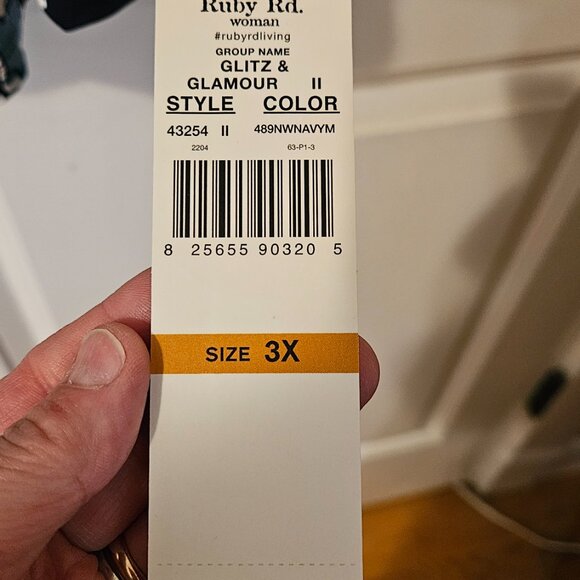 Ruby Rd.
woman
#rubyrdliving
GROUP NAME
GLITZ &
GLAMOUR II
STYLE COLOR
43254 II 489NWNAVYM
2204 63-P1-3
8 25655 90320 5
SIZE 3X